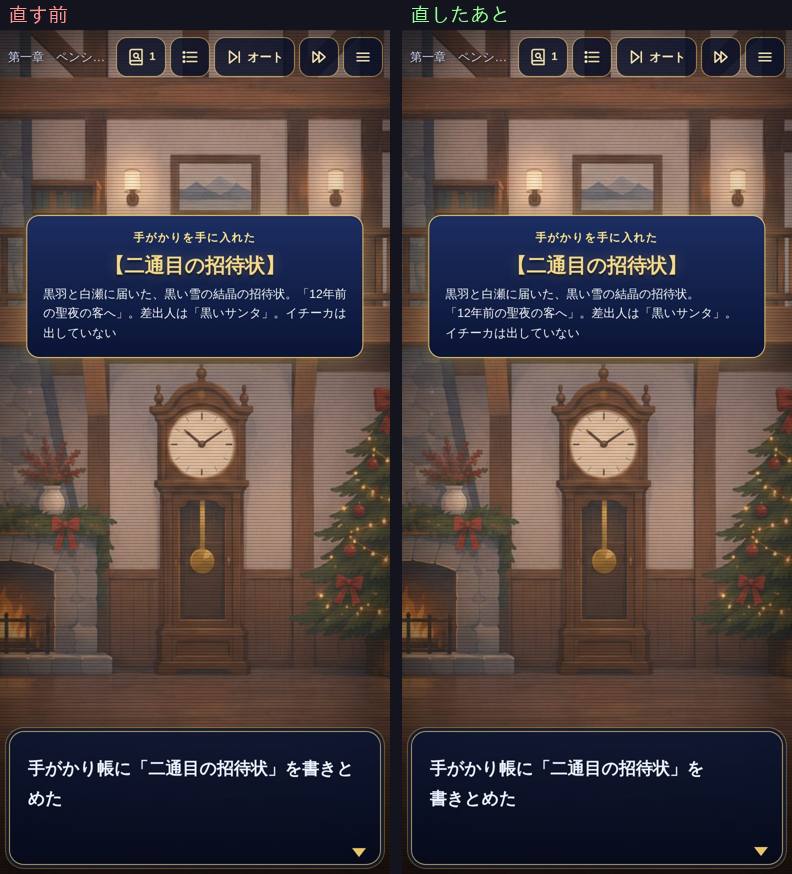 直す前
第一章　ペンシ…
1
オート
手がかりを手に入れた
【二通目の招待状】
黒羽と白瀬に届いた、黒い雪の結晶の招待状。「12年前
の聖夜の客へ」。差出人は「黒いサンタ」。イチーカは
出していない
手がかり帳に「二通目の招待状」を書きと
めた
直したあと
第一章　ペンシ…
1
オート
手がかりを手に入れた
【二通目の招待状】
黒羽と白瀬に届いた、黒い雪の結晶の招待状。
「12年前の聖夜の客へ」。差出人は「黒いサンタ」。
イチーカは出していない
手がかり帳に「二通目の招待状」を
書きとめた